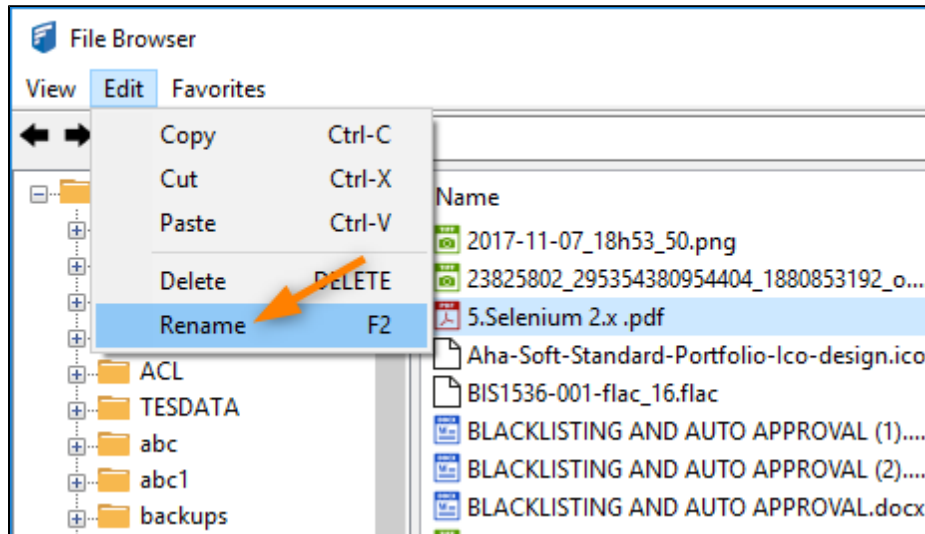 File Browser
View Edit Favorites
Copy Ctrl-C
Cut Ctrl-X
Paste Ctrl-V
Delete DELETE
Rename F2
ACL
TESDATA
abc
abc1
backups
Name
2017-11-07_18h53_50.png
23825802_295354380954404_1880853192_o....
5.Selenium 2.x .pdf
Aha-Soft-Standard-Portfolio-Ico-design.ico
BIS1536-001-flac_16.flac
BLACKLISTING AND AUTO APPROVAL (1)....
BLACKLISTING AND AUTO APPROVAL (2)....
BLACKLISTING AND AUTO APPROVAL.docx